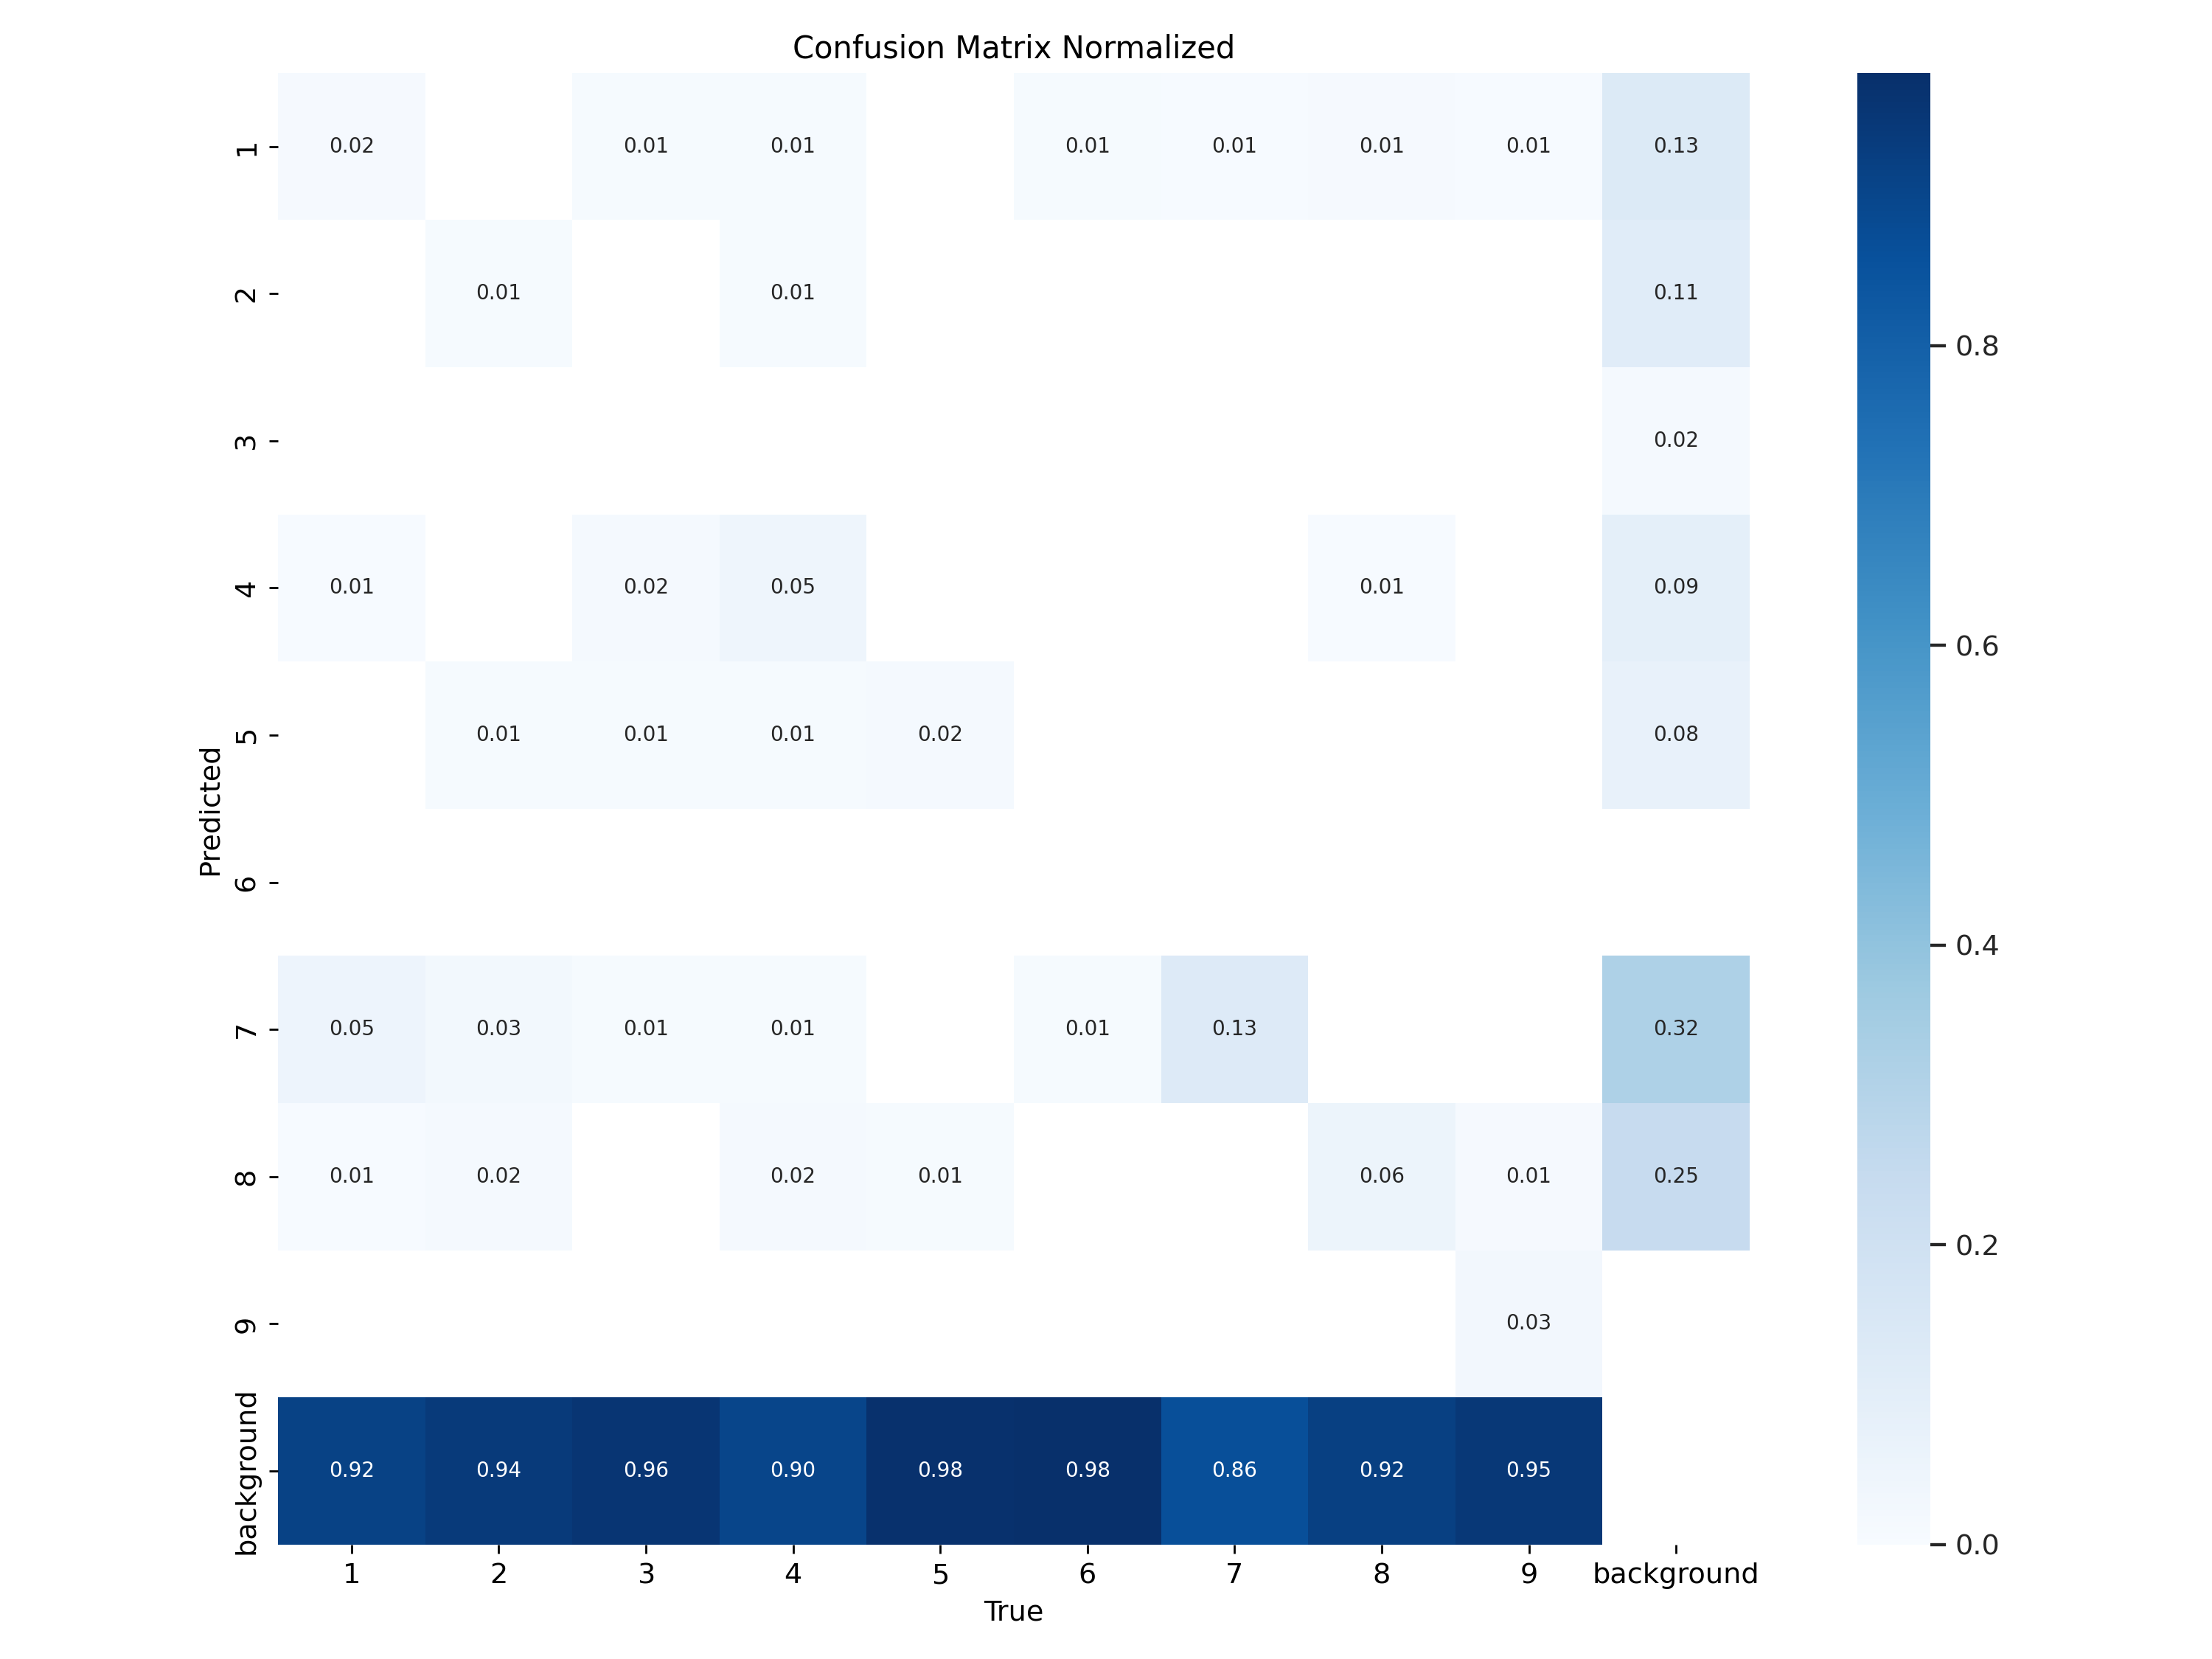 Confusion Matrix Normalized
1 0.02 0.01 0.01 0.01 0.01 0.01 0.01 0.13
2 0.01 0.01 0.11
3 0.02
4 0.01 0.02 0.05 0.01 0.09
5 0.01 0.01 0.01 0.02 0.08
6
7 0.05 0.03 0.01 0.01 0.01 0.13 0.32
8 0.01 0.02 0.02 0.01 0.06 0.01 0.25
9 0.03
background 0.92 0.94 0.96 0.90 0.98 0.98 0.86 0.92 0.95
1 2 3 4 5 6 7 8 9 background
True
Predicted
0.8
0.6
0.4
0.2
0.0